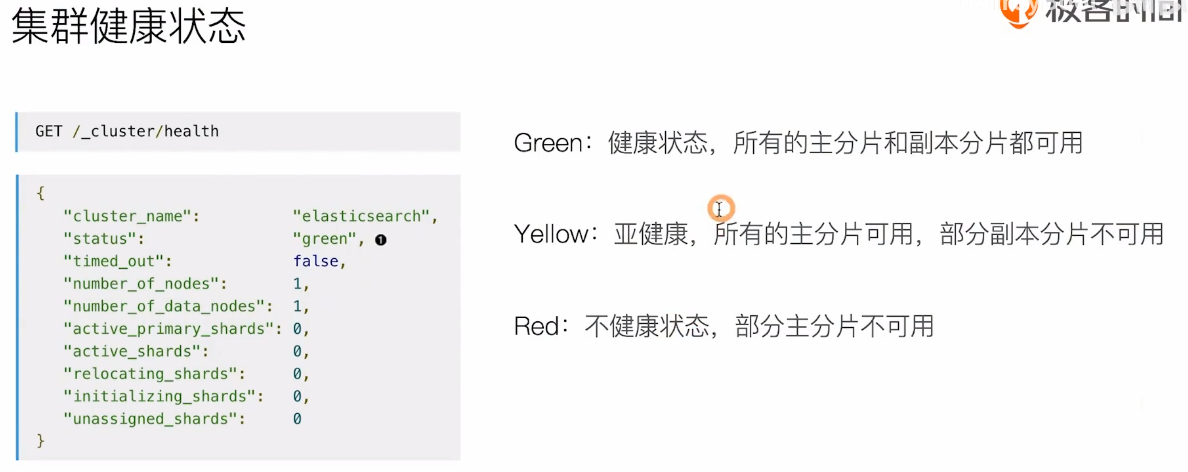 集群健康状态
极客时间
GET /_cluster/health
{
"cluster_name": "elasticsearch",
"status": "green", ❶
"timed_out": false,
"number_of_nodes": 1,
"number_of_data_nodes": 1,
"active_primary_shards": 0,
"active_shards": 0,
"relocating_shards": 0,
"initializing_shards": 0,
"unassigned_shards": 0
}
Green：健康状态，所有的主分片和副本分片都可用
Yellow：亚健康，所有的主分片可用，部分副本分片不可用
Red：不健康状态，部分主分片不可用